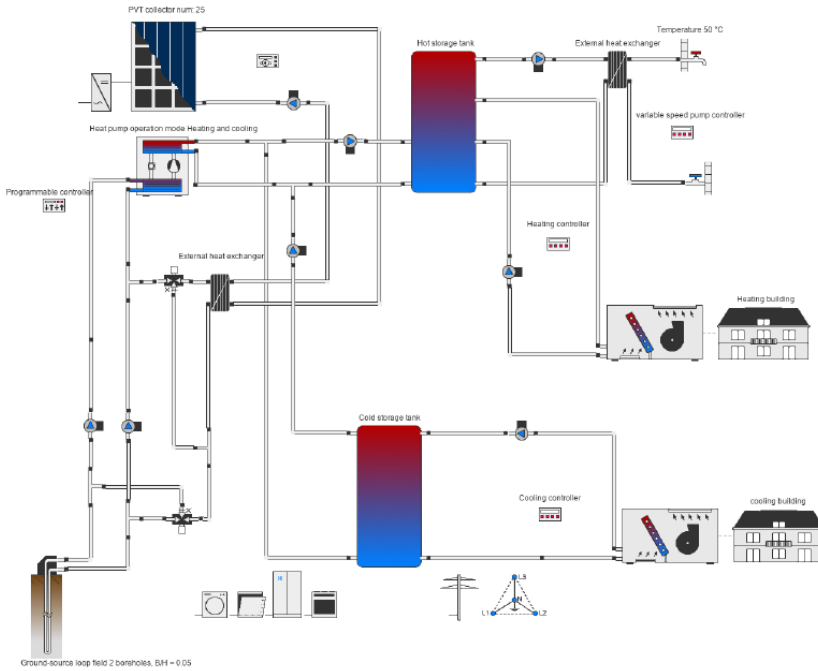 PVT collector num: 25
Temperature 50 °C
Hot storage tank
External heat exchanger
variable speed pump controller
Heat pump operation mode Heating and cooling
Programmable controller
Heating controller
External heat exchanger
Heating building
Cold storage tank
Cooling controller
cooling building
L3
N
L1
L2
Ground-source loop field 2 boreholes, B/H = 0.05